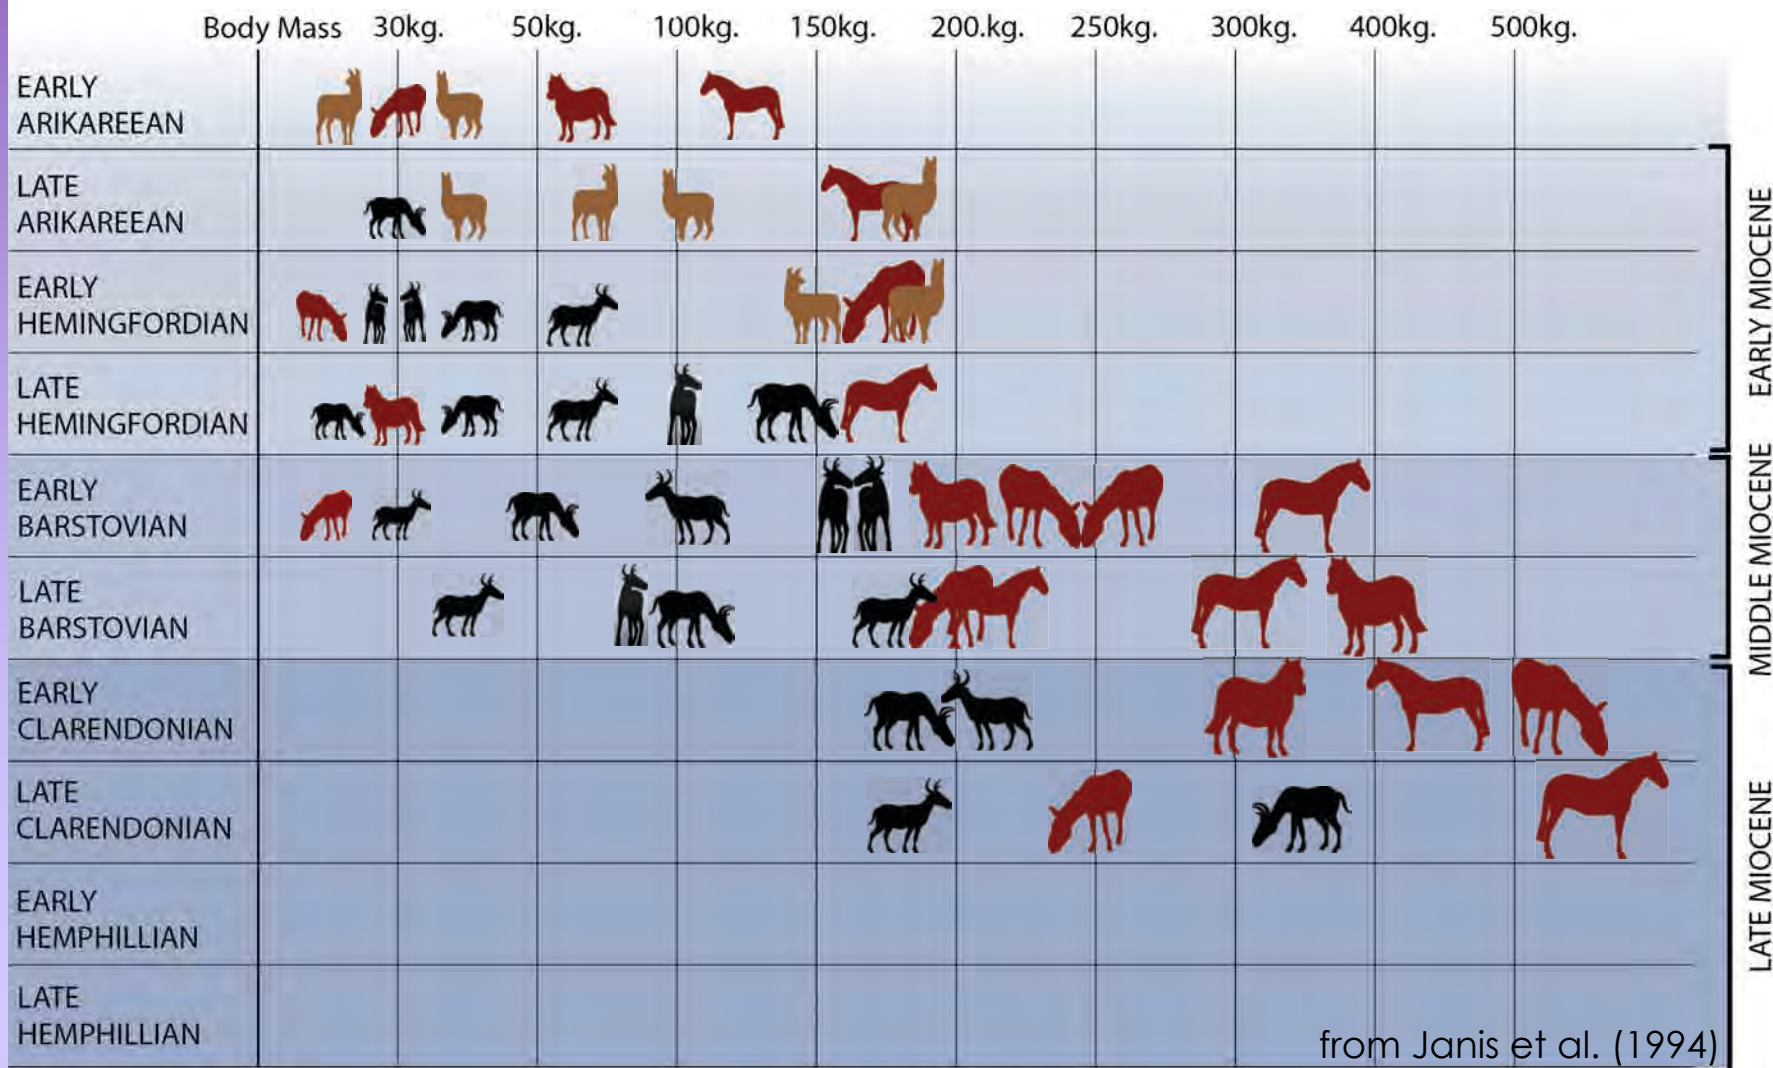 Body Mass 30kg. 50kg. 100kg. 150kg. 200.kg. 250kg. 300kg. 400kg. 500kg.
EARLY
ARIKAREEAN
LATE
ARIKAREEAN
EARLY
HEMINGFORDIAN
LATE
HEMINGFORDIAN
EARLY
BARSTOVIAN
LATE
BARSTOVIAN
EARLY
CLARENDONIAN
LATE
CLARENDONIAN
EARLY
HEMPHILLIAN
LATE
HEMPHILLIAN
EARLY MIOCENE
MIDDLE MIOCENE
LATE MIOCENE
from Janis et al. (1994)